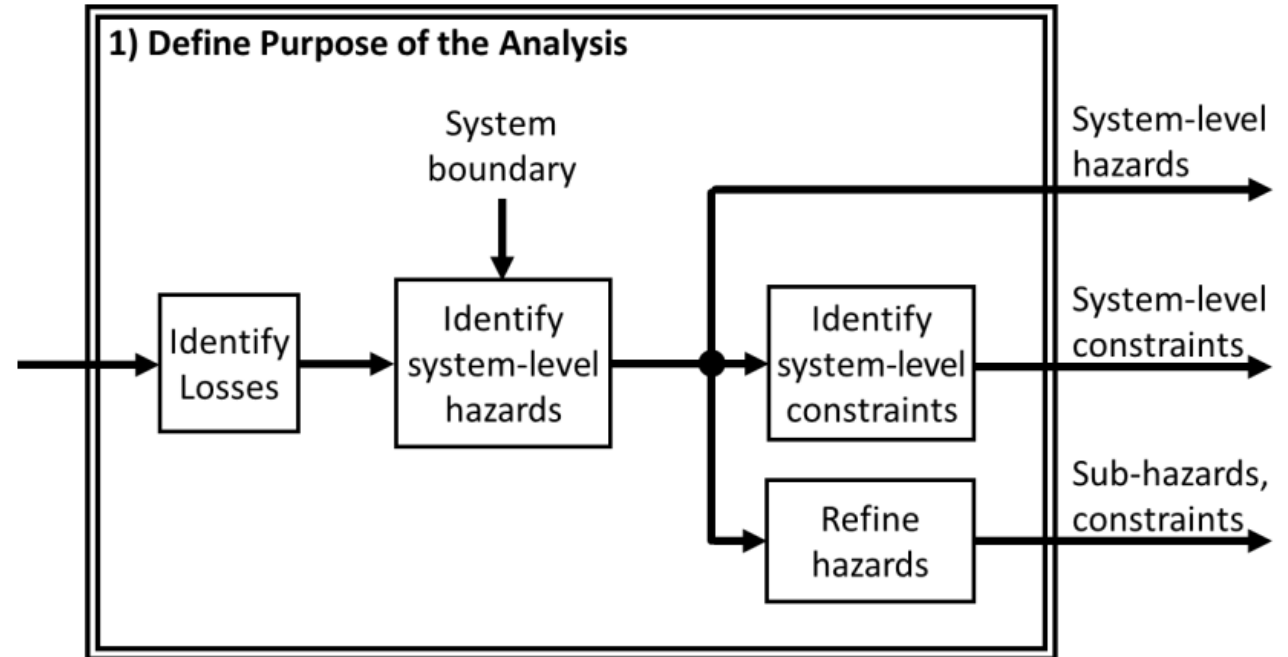 1) Define Purpose of the Analysis
System
boundary
Identify
Losses
Identify
system-level
hazards
Identify
system-level
constraints
Refine
hazards
System-level
hazards
System-level
constraints
Sub-hazards,
constraints